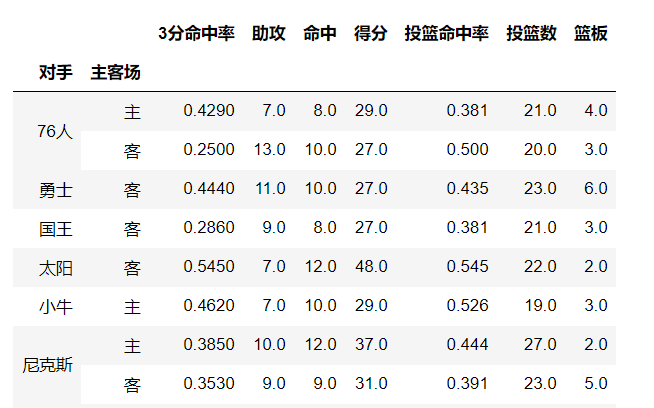 3分命中率 助攻 命中 得分 投篮命中率 投篮数 篮板
对手 主客场
76人 主 0.4290 7.0 8.0 29.0 0.381 21.0 4.0
客 0.2500 13.0 10.0 27.0 0.500 20.0 3.0
勇士 客 0.4440 11.0 10.0 27.0 0.435 23.0 6.0
国王 客 0.2860 9.0 8.0 27.0 0.381 21.0 3.0
太阳 客 0.5450 7.0 12.0 48.0 0.545 22.0 2.0
小牛 主 0.4620 7.0 10.0 29.0 0.526 19.0 3.0
尼克斯 主 0.3850 10.0 12.0 37.0 0.444 27.0 2.0
客 0.3530 9.0 9.0 31.0 0.391 23.0 5.0